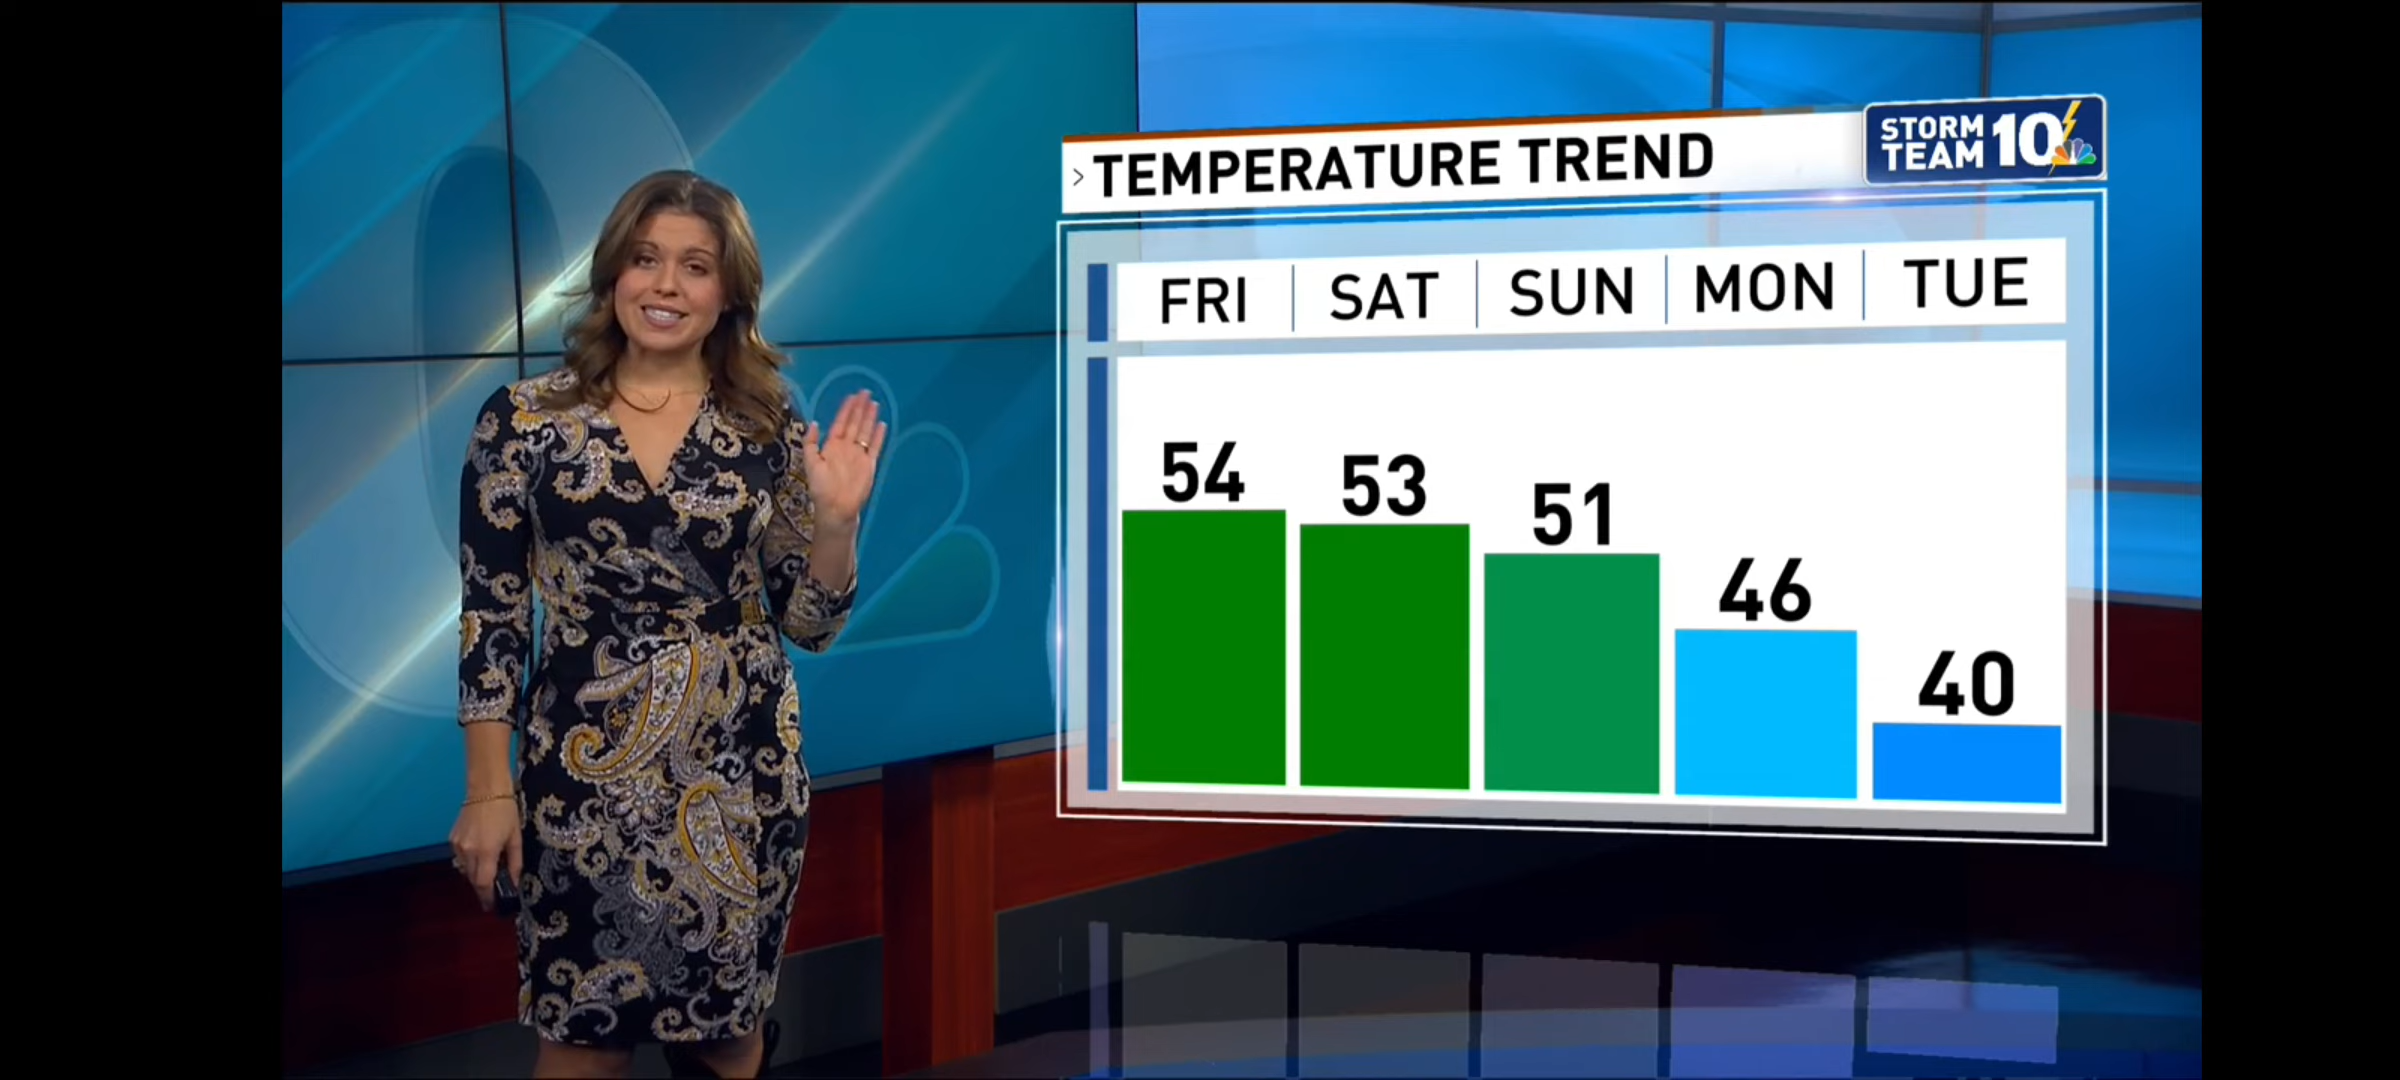 > TEMPERATURE TREND
STORM
TEAM 10
FRI SAT SUN MON TUE
54 53 51 46 40